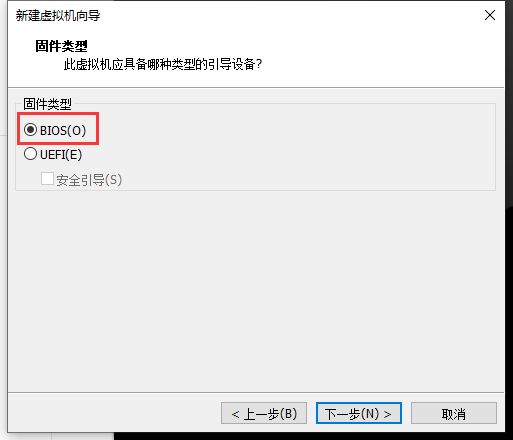 新建虚拟机向导
固件类型
此虚拟机应具备哪种类型的引导设备?
固件类型
BIOS(O)
UEFI(E)
安全引导(S)
< 上一步(B)
下一步(N) >
取消